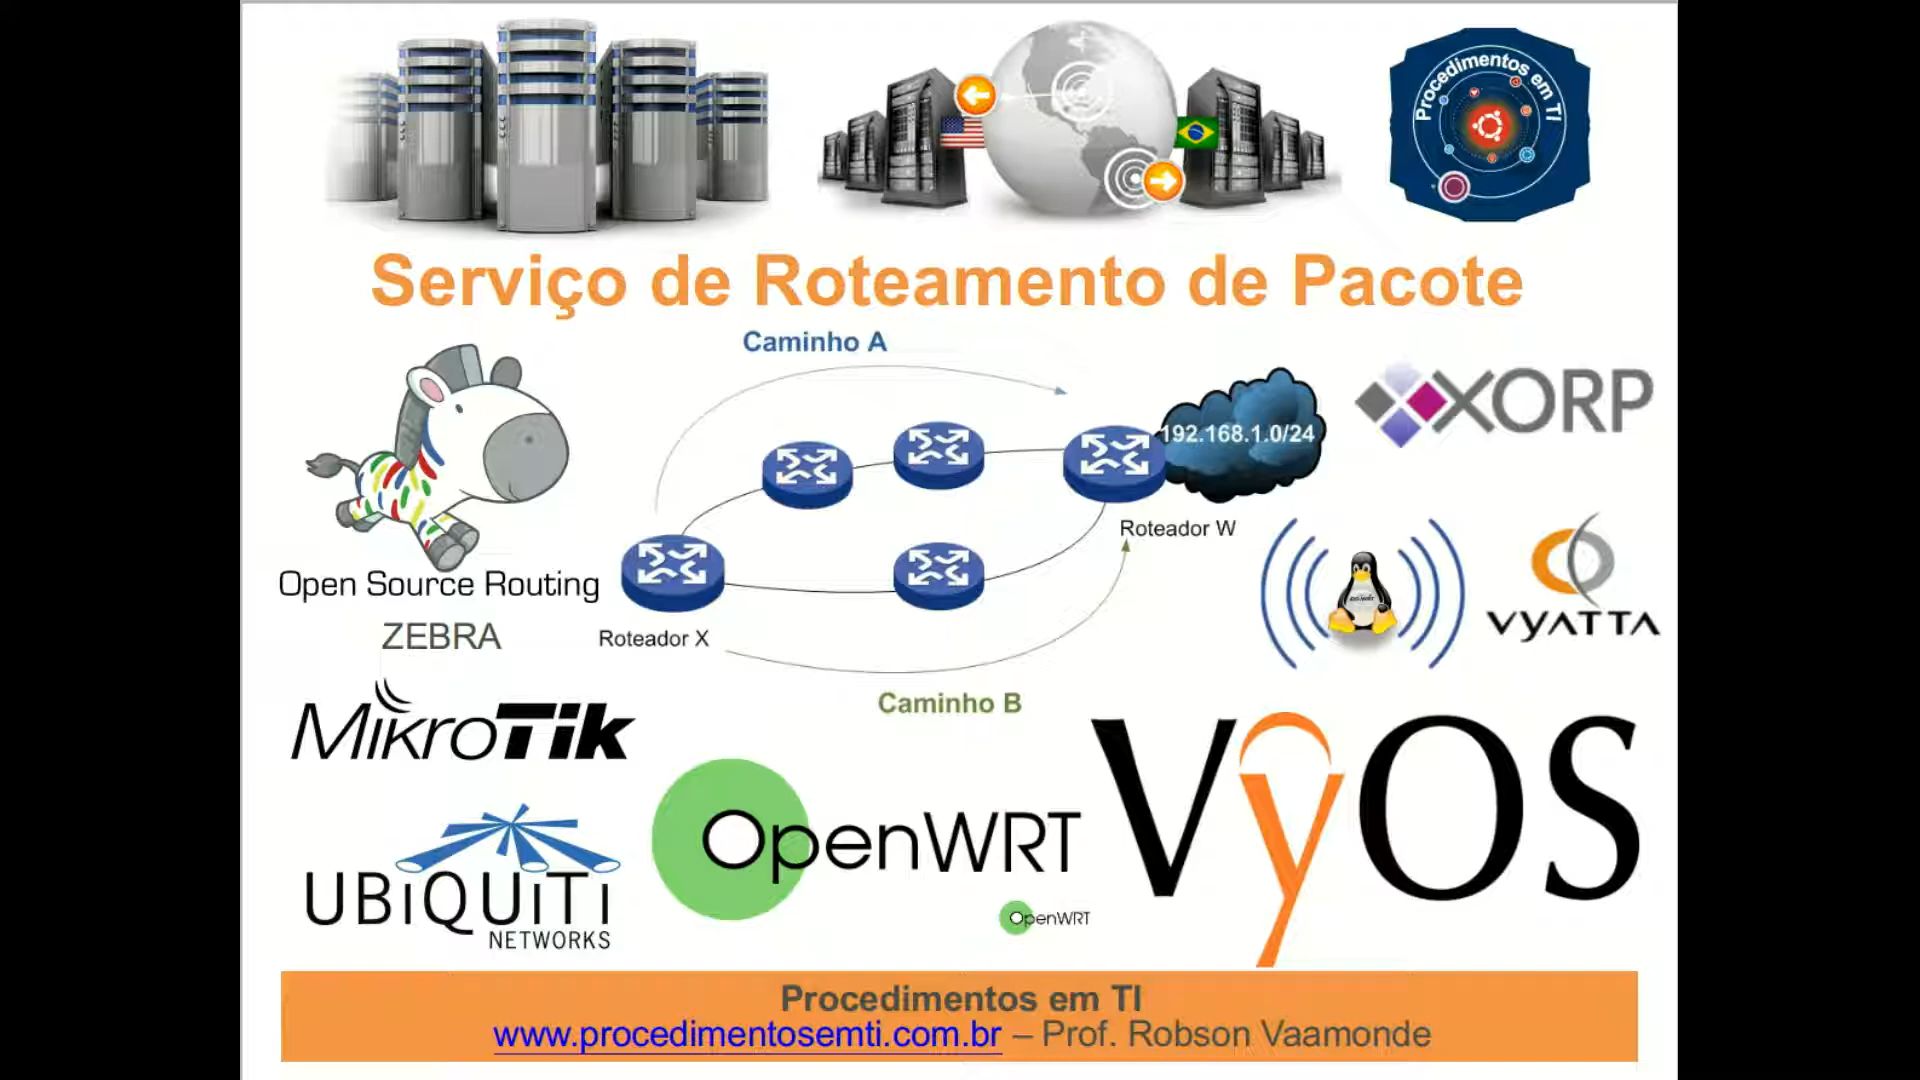 Procedimentos em TI
Serviço de Roteamento de Pacote
Caminho A
XORP
192.168.1.0/24
Roteador W
Open Source Routing
ZEBRA
Roteador X
VYATTA
Caminho B
MikroTik
VyOS
OpenWRT
UBiQUiTi
NETWORKS
OpenWRT
Procedimentos em TI
www.procedimentosemti.com.br – Prof. Robson Vaamonde